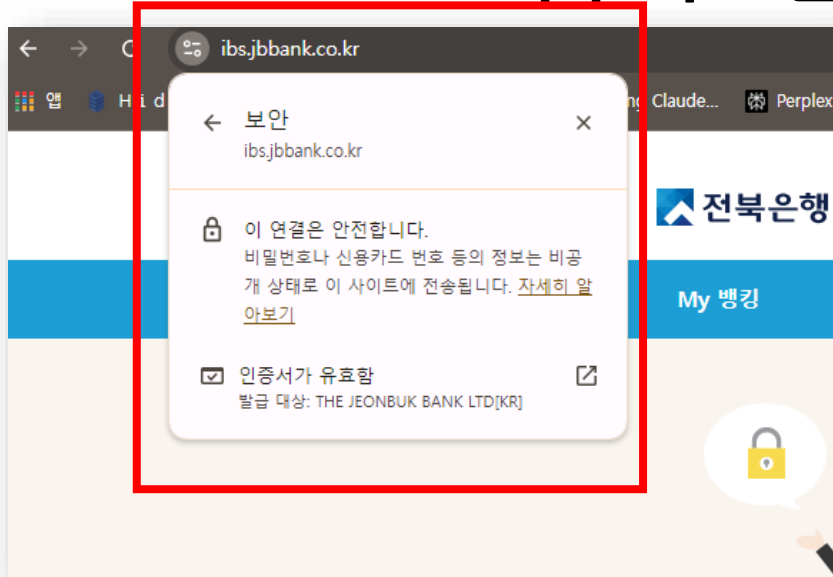 ibs.jbbank.co.kr
앱
Claude...
Perplex
보안
ibs.jbbank.co.kr
전북은행
이 연결은 안전합니다.
비밀번호나 신용카드 번호 등의 정보는 비공
개 상태로 이 사이트에 전송됩니다. 자세히 알
아보기
My 뱅킹
인증서가 유효함
발급 대상: THE JEONBUK BANK LTD[KR]